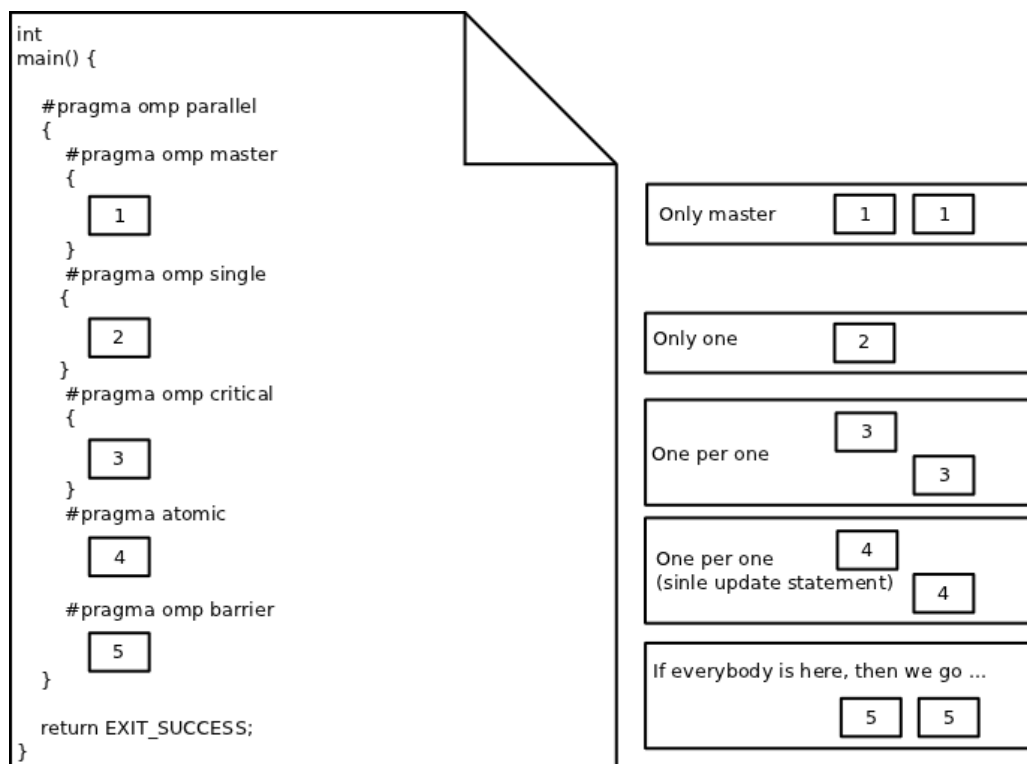 int
main() {
#pragma omp parallel
{
#pragma omp master
{
1
}
#pragma omp single
{
2
}
#pragma omp critical
{
3
}
#pragma atomic
4
#pragma omp barrier
5
}
return EXIT_SUCCESS;
}
Only master 1 1
Only one 2
3
One per one
3
4
One per one
(sinle update statement)
4
If everybody is here, then we go ...
5 5